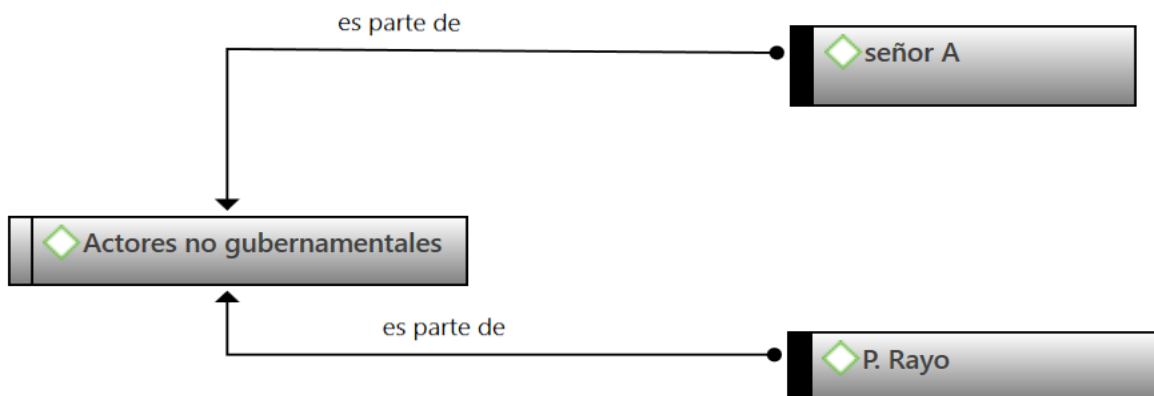 es parte de
señor A
Actores no gubernamentales
es parte de
P. Rayo